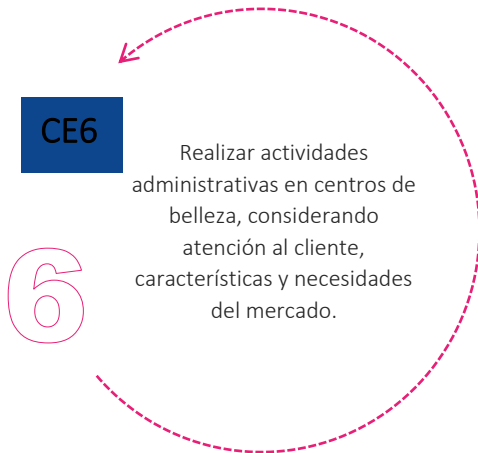 CE6
Realizar actividades
administrativas en centros de
belleza, considerando
atención al cliente,
características y necesidades
del mercado.
6